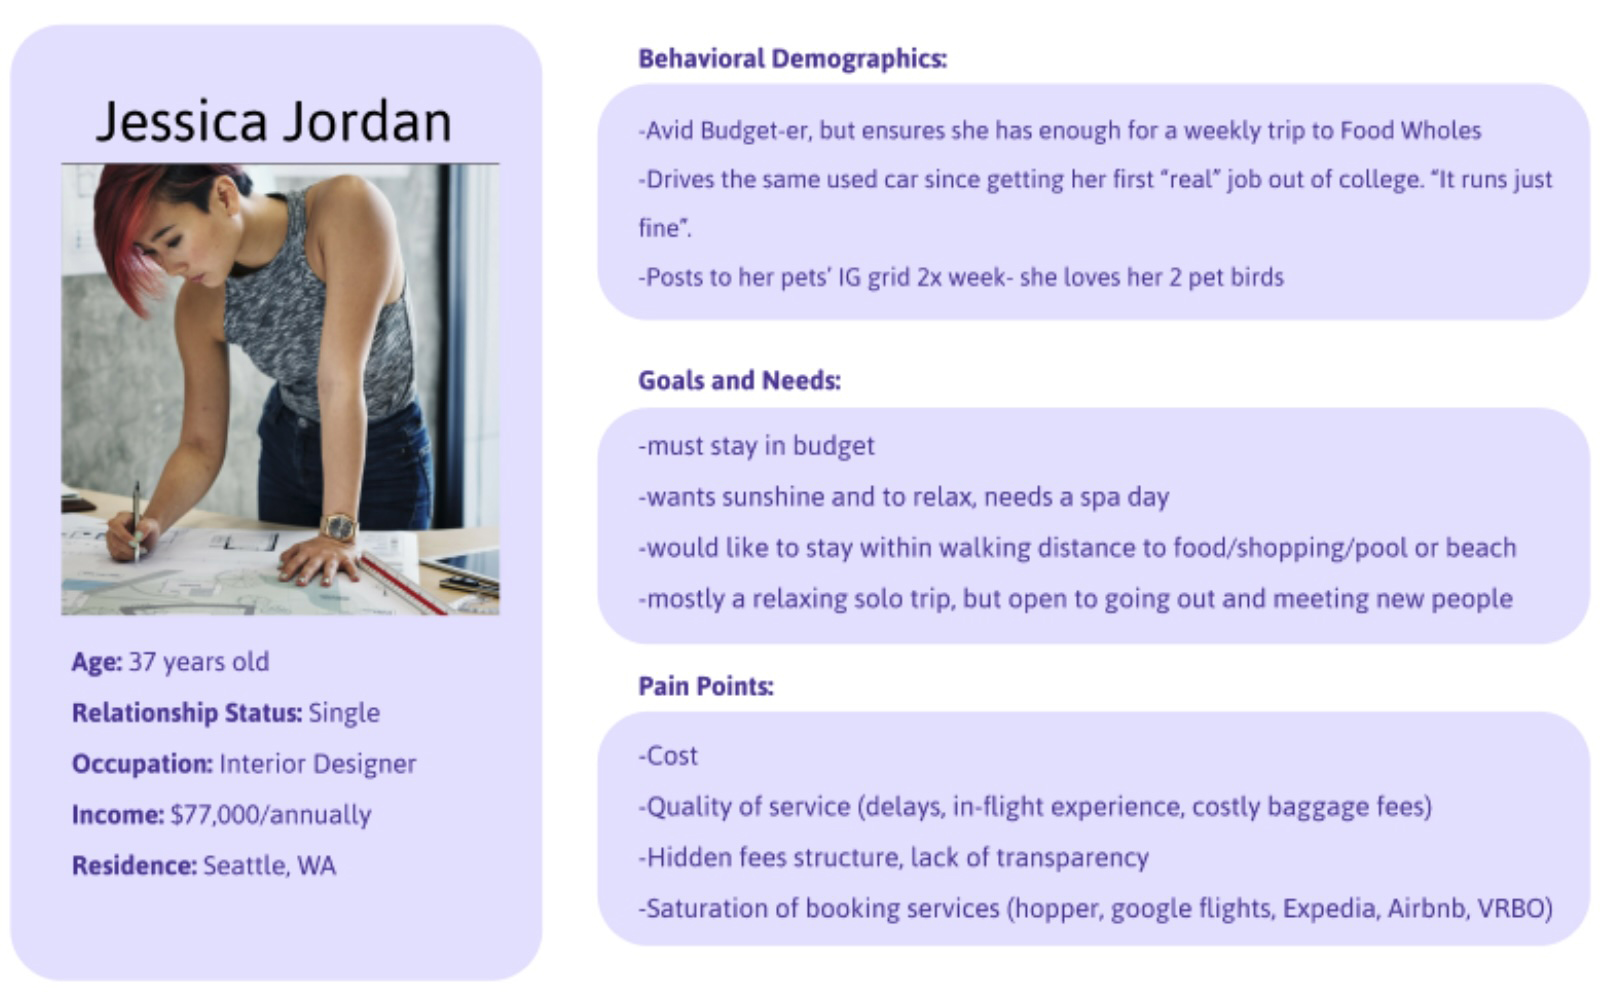 Jessica Jordan
Age: 37 years old
Relationship Status: Single
Occupation: Interior Designer
Income: $77,000/annually
Residence: Seattle, WA
Behavioral Demographics:
-Avid Budget-er, but ensures she has enough for a weekly trip to Food Wholes
-Drives the same used car since getting her first “real” job out of college. “It runs just
fine”.
-Posts to her pets’ IG grid 2x week- she loves her 2 pet birds
Goals and Needs:
-must stay in budget
-wants sunshine and to relax, needs a spa day
-would like to stay within walking distance to food/shopping/pool or beach
-mostly a relaxing solo trip, but open to going out and meeting new people
Pain Points:
-Cost
-Quality of service (delays, in-flight experience, costly baggage fees)
-Hidden fees structure, lack of transparency
-Saturation of booking services (hopper, google flights, Expedia, Airbnb, VRBO)